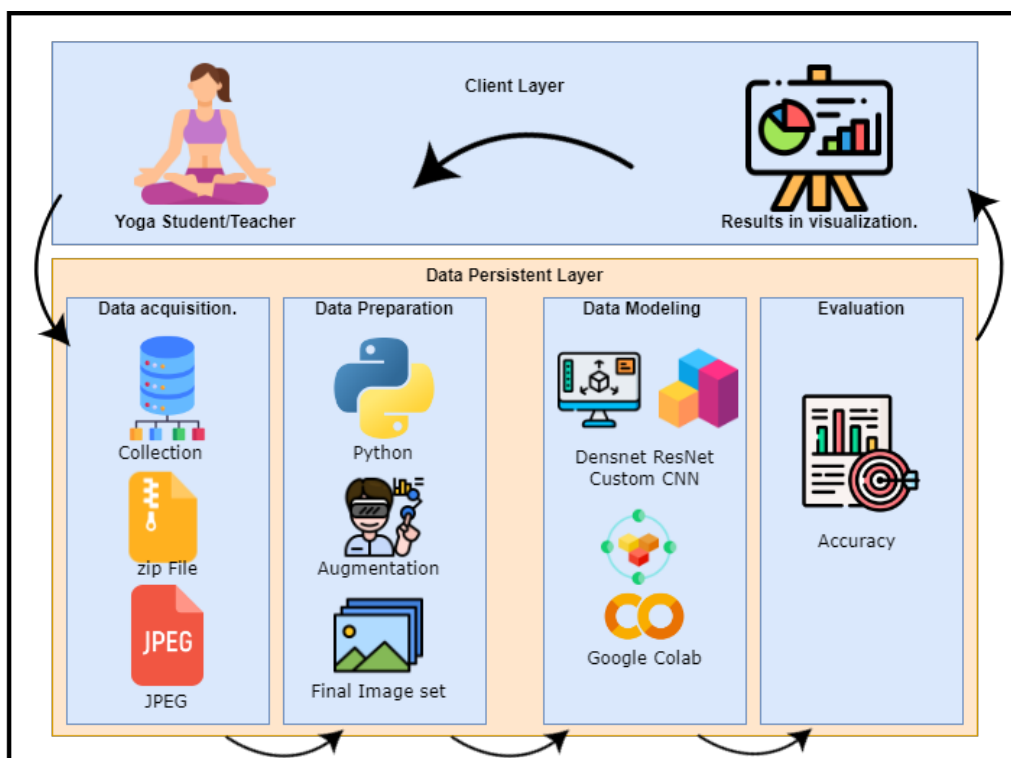 Client Layer
Yoga Student/Teacher
Results in visualization.
Data Persistent Layer
Data acquisition.
Collection
zip File
JPEG
JPEG
Data Preparation
Python
Augmentation
Final Image set
Data Modeling
Densnet ResNet
Custom CNN
Google Colab
Evaluation
Accuracy